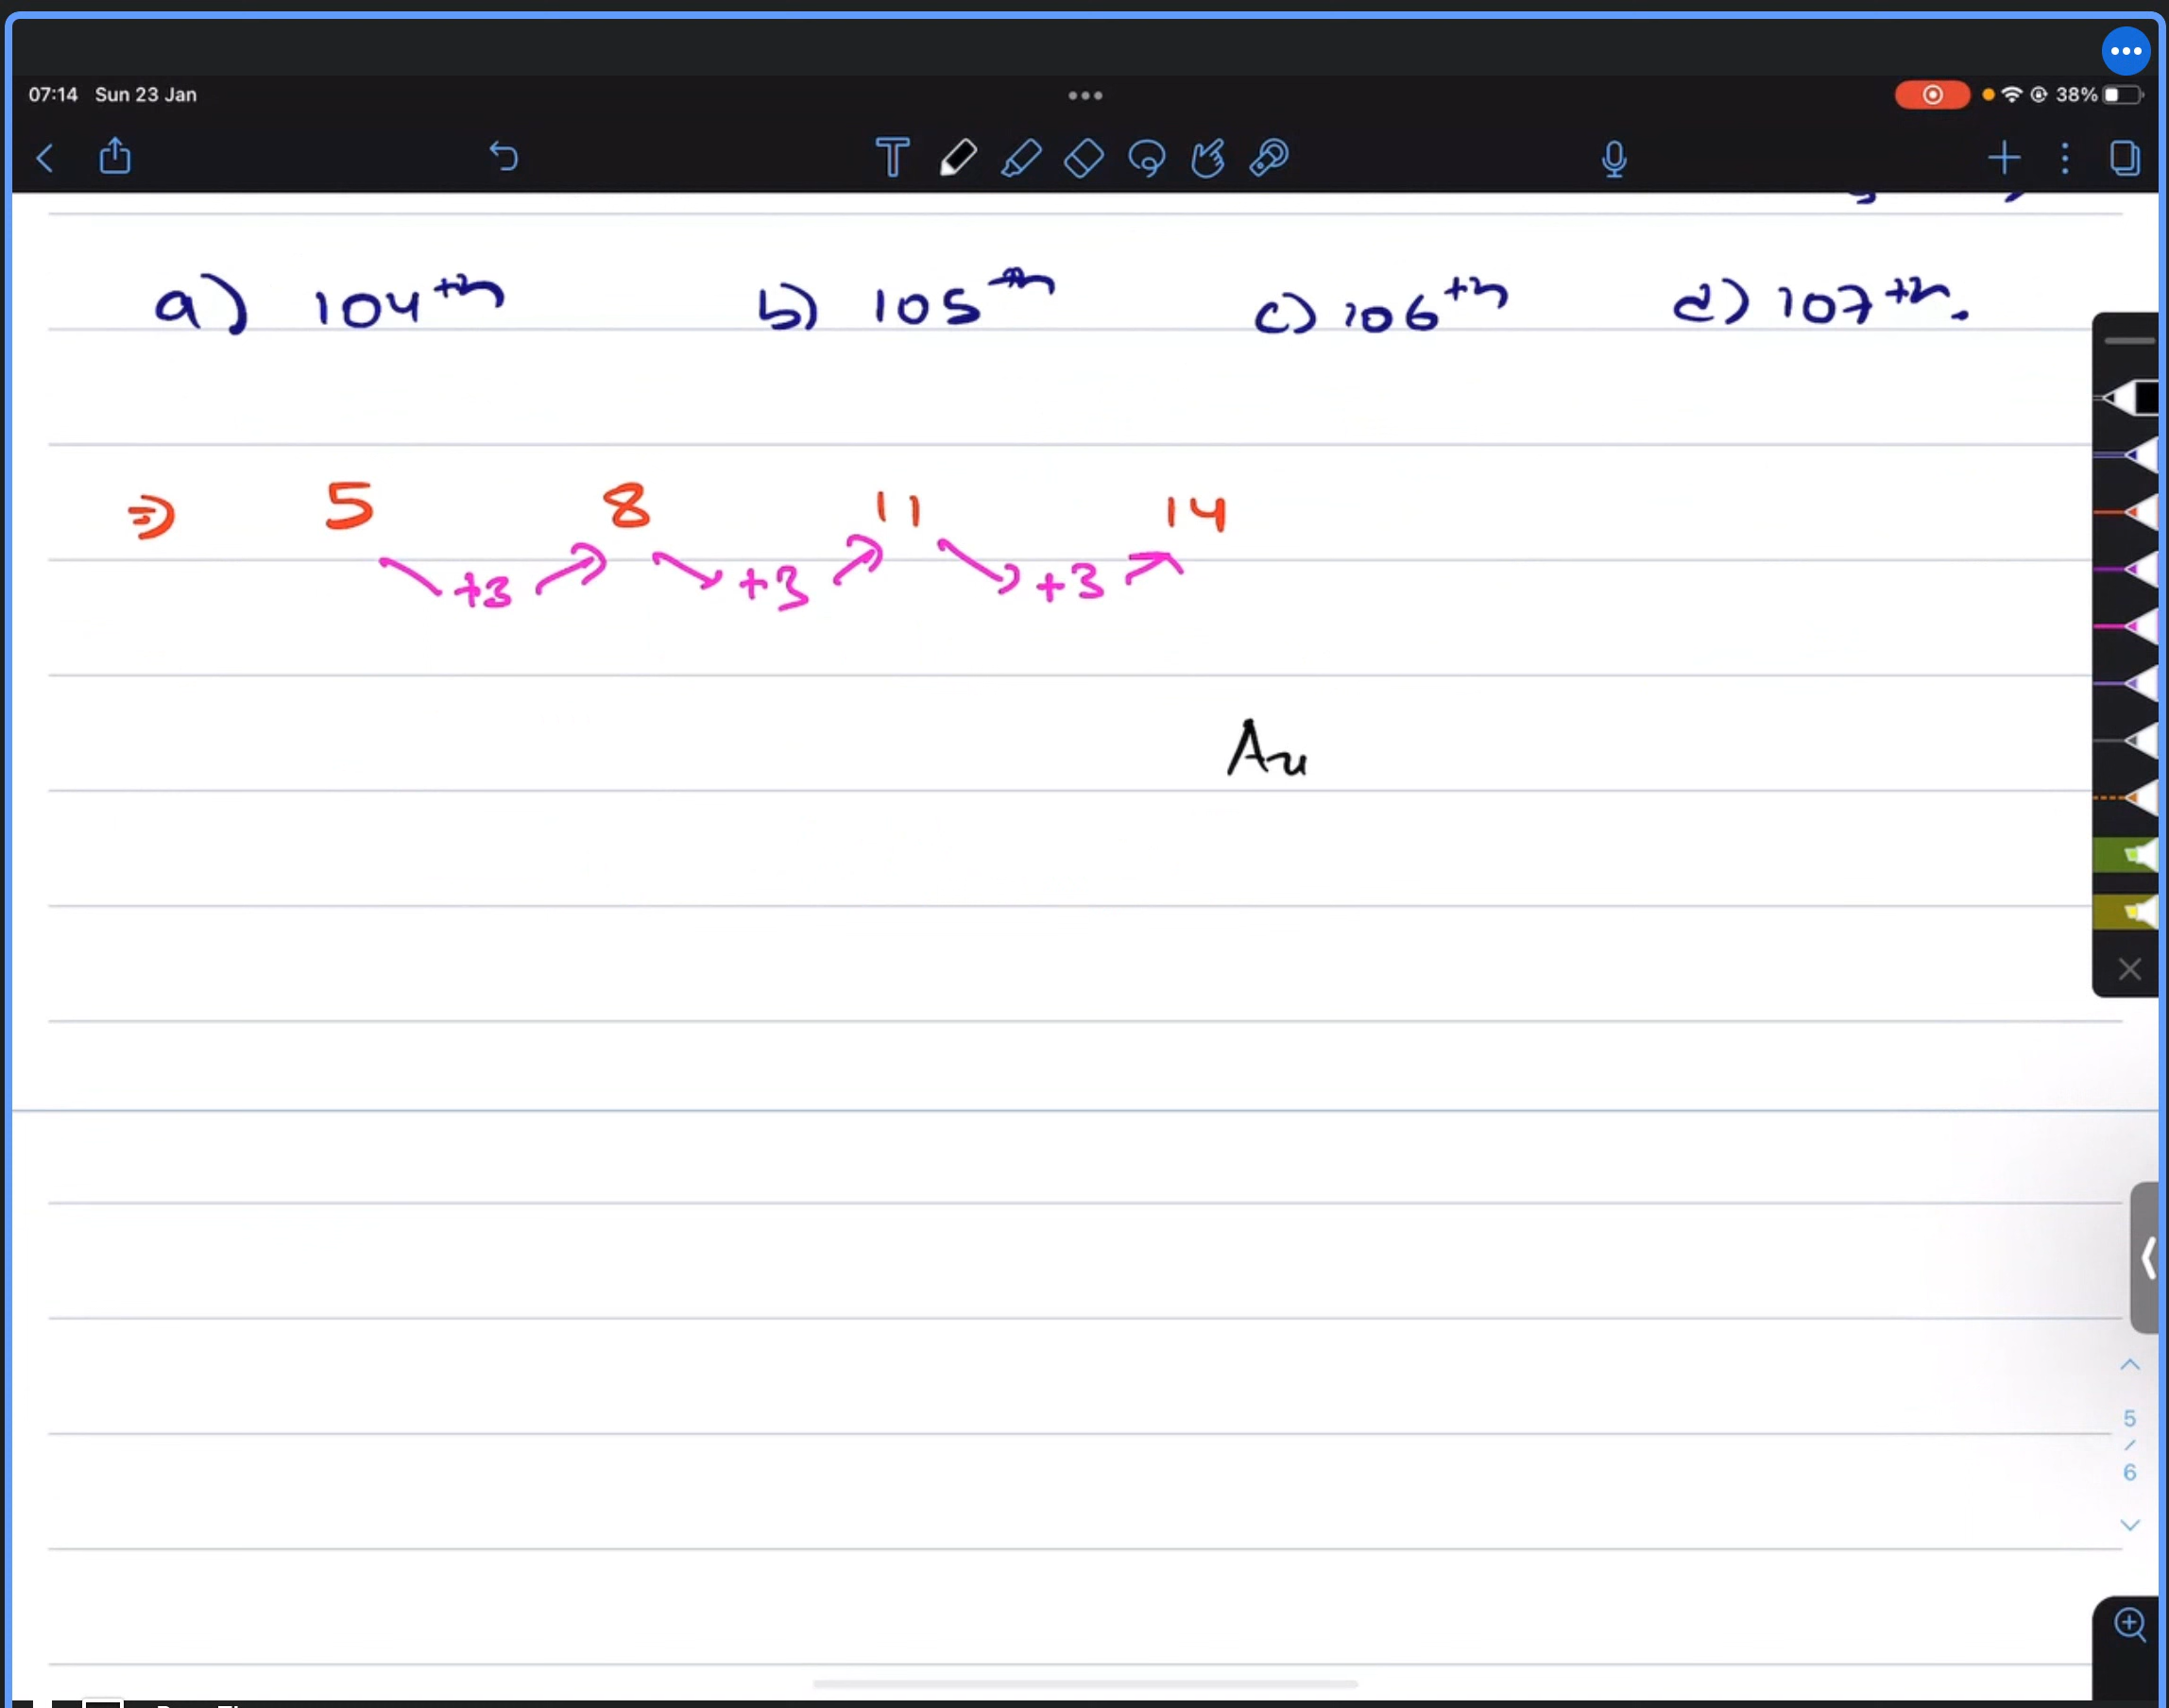 07:14 Sun 23 Jan 38%
T
a) 104th b) 105th c) 106th d) 107th.
⇒ 5 8 11 14
+3 +3 +3
5
/
6